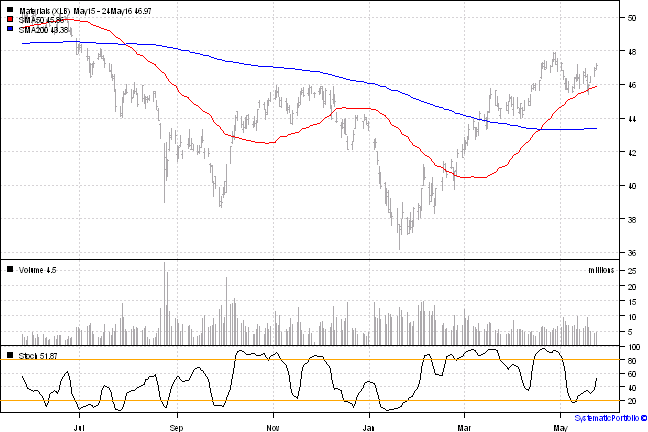 Materials (XLB) May15 - 24May16 46.97
SMA50 45.86
SMA200 43.38
50
48
46
44
42
40
38
36
Volume 4.5
millions
25
20
15
10
5
Stoch 51.87
100
80
60
40
20
Jul
Sep
Nov
Jan
Mar
May
SystematicPortfolio ©